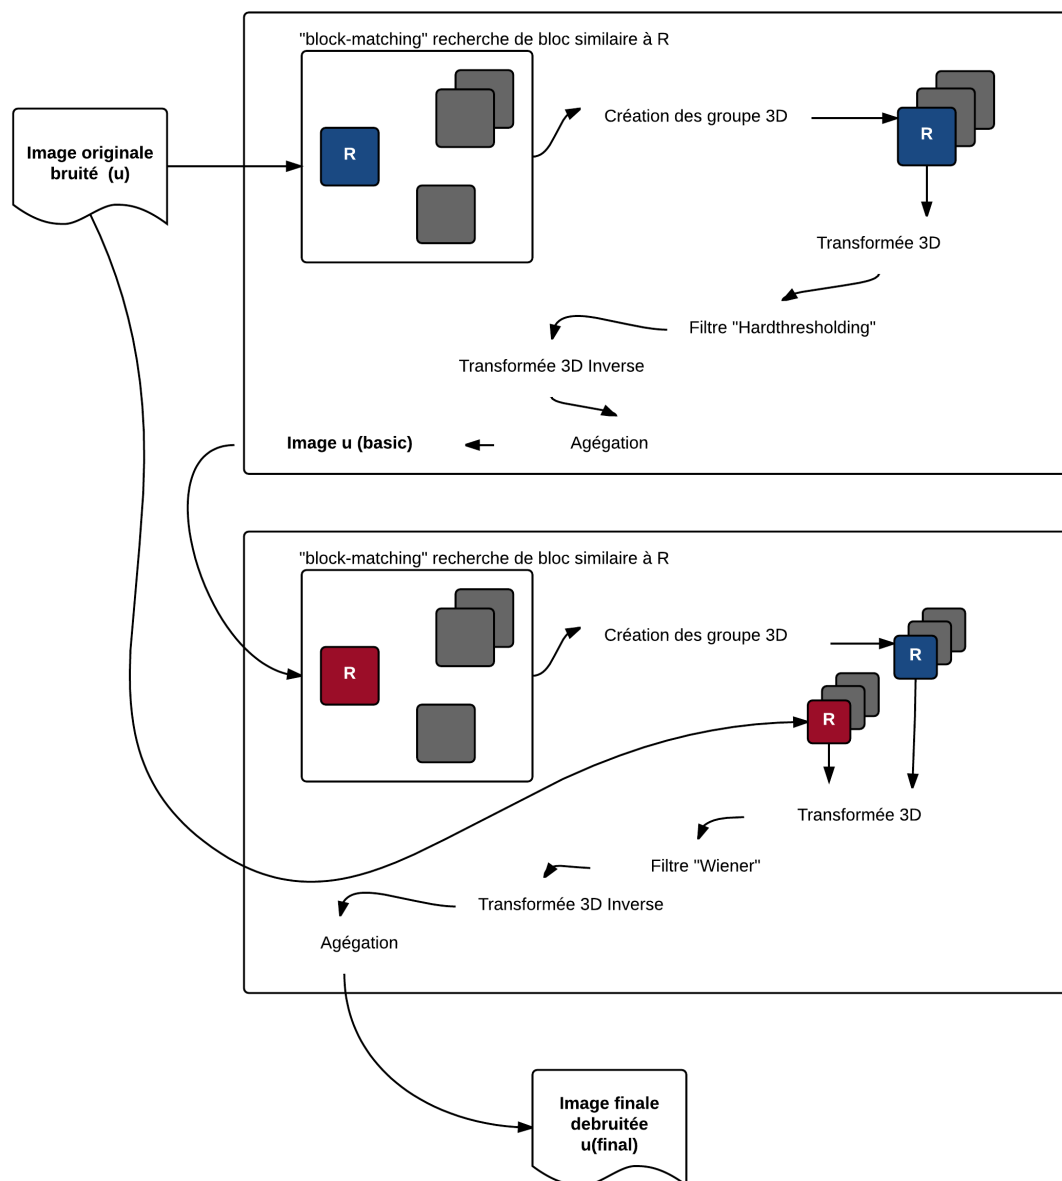 "block-matching" recherche de bloc similaire à R
Image originale
bruité (u)
R
Création des groupe 3D
R
Transformée 3D
Filtre "Hardthresholding"
Transformée 3D Inverse
Agégation
Image u (basic)
"block-matching" recherche de bloc similaire à R
R
Création des groupe 3D
R
R
Transformée 3D
Filtre "Wiener"
Transformée 3D Inverse
Agégation
Image finale
debruitée
u(final)